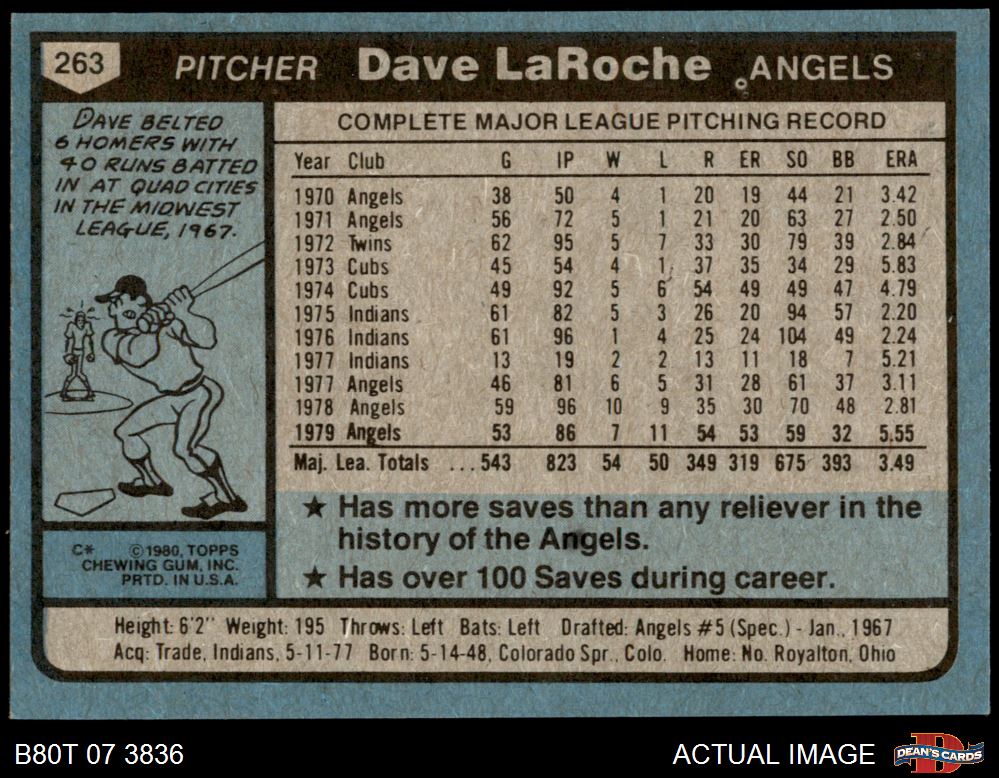 263 PITCHER Dave LaRoche ANGELS
DAVE BELTED
6 HOMERS WITH
40 RUNS BATTED
IN AT QUAD CITIES
IN THE MIDWEST
LEAGUE, 1967.
C* ©1980, TOPPS
CHEWING GUM, INC.
PRTD. IN U.S.A.
COMPLETE MAJOR LEAGUE PITCHING RECORD
Year Club G IP W L R ER SO BB ERA
1970 Angels 38 50 4 1 20 19 44 21 3.42
1971 Angels 56 72 5 1 21 20 63 27 2.50
1972 Twins 62 95 5 7 33 30 79 39 2.84
1973 Cubs 45 54 4 1 37 35 34 29 5.83
1974 Cubs 49 92 5 6 54 49 49 47 4.79
1975 Indians 61 82 5 3 26 20 94 57 2.20
1976 Indians 61 96 1 4 25 24 104 49 2.24
1977 Indians 13 19 2 2 13 11 18 7 5.21
1977 Angels 46 81 6 5 31 28 61 37 3.11
1978 Angels 59 96 10 9 35 30 70 48 2.81
1979 Angels 53 86 7 11 54 53 59 32 5.55
Maj. Lea. Totals ...543 823 54 50 349 319 675 393 3.49
★ Has more saves than any reliever in the
history of the Angels.
★ Has over 100 Saves during career.
Height: 6'2" Weight: 195 Throws: Left Bats: Left Drafted: Angels #5 (Spec.) - Jan., 1967
Acq: Trade, Indians, 5-11-77 Born: 5-14-48, Colorado Spr., Colo. Home: No. Royalton, Ohio
B80T 07 3836 ACTUAL IMAGE DEAN'S CARDS